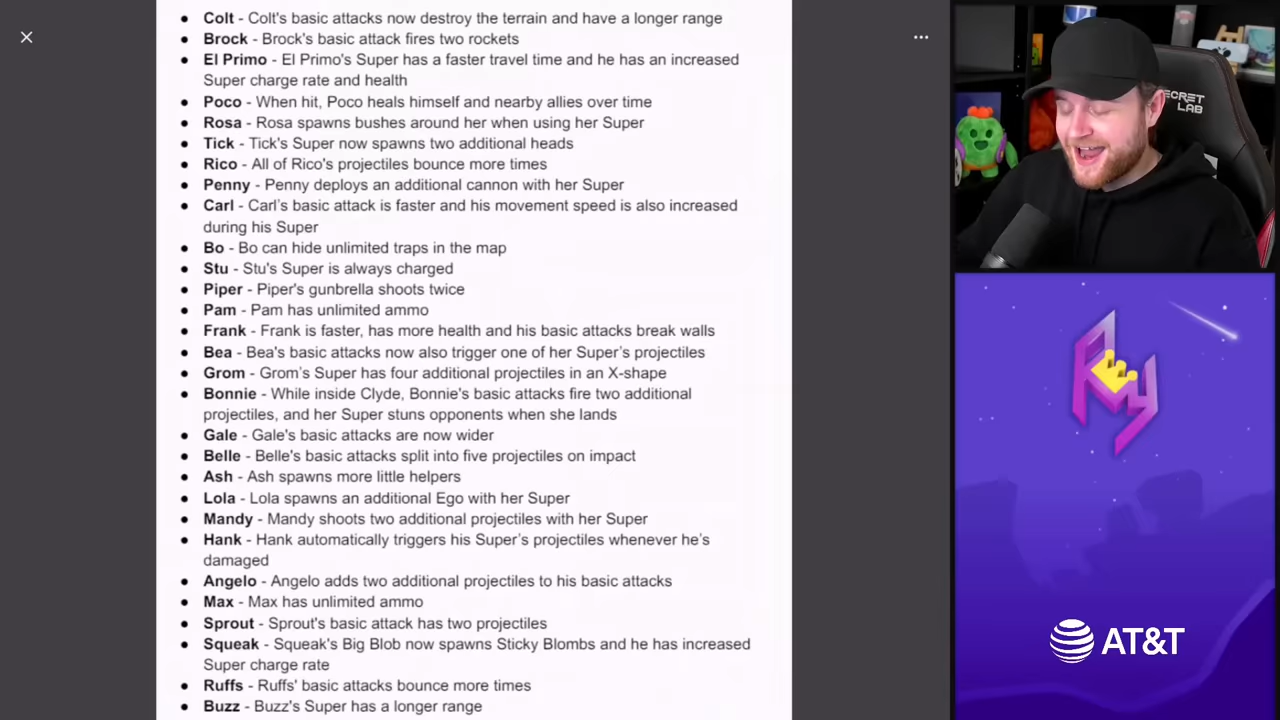 ● Colt - Colt's basic attacks now destroy the terrain and have a longer range
● Brock - Brock's basic attack fires two rockets
● El Primo - El Primo's Super has a faster travel time and he has an increased
Super charge rate and health
● Poco - When hit, Poco heals himself and nearby allies over time
● Rosa - Rosa spawns bushes around her when using her Super
● Tick - Tick's Super now spawns two additional heads
● Rico - All of Rico's projectiles bounce more times
● Penny - Penny deploys an additional cannon with her Super
● Carl - Carl's basic attack is faster and his movement speed is also increased
during his Super
● Bo - Bo can hide unlimited traps in the map
● Stu - Stu's Super is always charged
● Piper - Piper's gunbrella shoots twice
● Pam - Pam has unlimited ammo
● Frank - Frank is faster, has more health and his basic attacks break walls
● Bea - Bea's basic attacks now also trigger one of her Super's projectiles
● Grom - Grom's Super has four additional projectiles in an X-shape
● Bonnie - While inside Clyde, Bonnie's basic attacks fire two additional
projectiles, and her Super stuns opponents when she lands
● Gale - Gale's basic attacks are now wider
● Belle - Belle's basic attacks split into five projectiles on impact
● Ash - Ash spawns more little helpers
● Lola - Lola spawns an additional Ego with her Super
● Mandy - Mandy shoots two additional projectiles with her Super
● Hank - Hank automatically triggers his Super's projectiles whenever he's
damaged
● Angelo - Angelo adds two additional projectiles to his basic attacks
● Max - Max has unlimited ammo
● Sprout - Sprout's basic attack has two projectiles
● Squeak - Squeak's Big Blob now spawns Sticky Blombs and he has increased
Super charge rate
● Ruffs - Ruffs' basic attacks bounce more times
● Buzz - Buzz's Super has a longer range
SECRET
LAB
Rey
AT&T